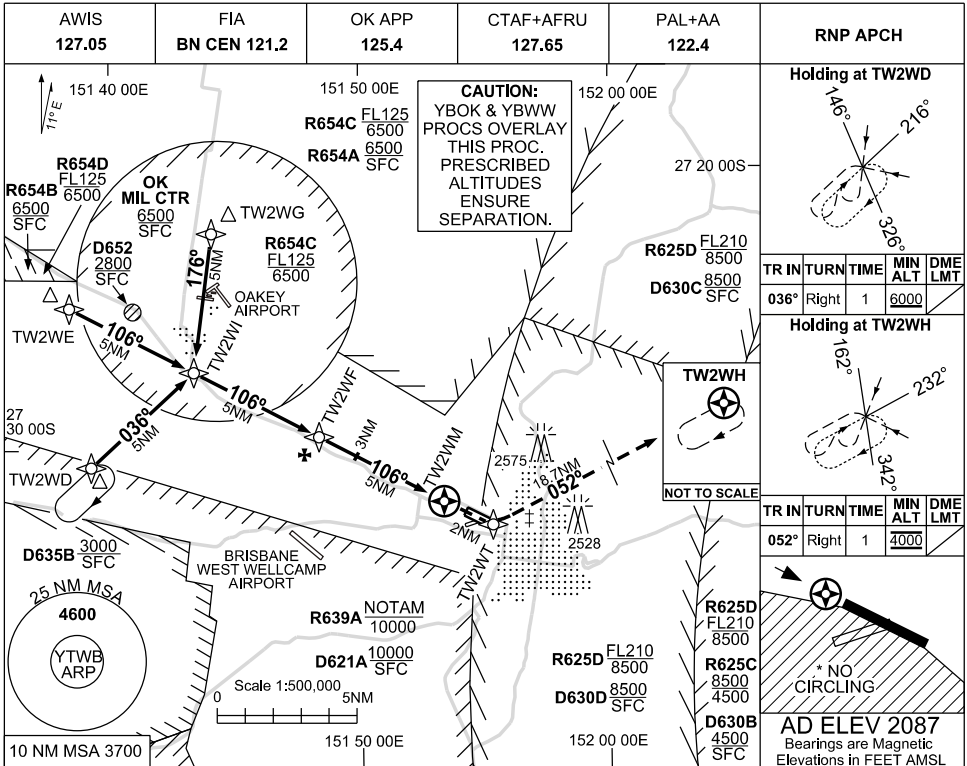 AWIS
127.05
FIA
BN CEN 121.2
OK APP
125.4
CTAF+AFRU
127.65
PAL+AA
122.4
RNP APCH
11° E
151 40 00E
151 50 00E
152 00 00E
CAUTION:
YBOK & YBWW
PROCS OVERLAY
THIS PROC.
PRESCRIBED
ALTITUDES
ENSURE
SEPARATION.
R654C FL125
6500
R654A 6500
SFC
27 20 00S
R654D
FL125
6500
R654B
6500
SFC
OK
MIL CTR
6500
SFC
TW2WG
D652
2800
SFC
R654C
FL125
6500
176°
5NM
OAKEY
AIRPORT
R625D FL210
8500
D630C 8500
SFC
TW2WE
106°
5NM
TW2WI
106°
5NM
TW2WF
036°
5NM
27
30 00S
TW2WD
3NM
106°
5NM
TW2WM
2NM
TW2WT
2575
18.7NM
052°
2528
TW2WH
NOT TO SCALE
D635B 3000
SFC
BRISBANE
WEST WELLCAMP
AIRPORT
25 NM MSA
4600
YTWB
ARP
10 NM MSA 3700
R639A NOTAM
10000
D621A 10000
SFC
Scale 1:500,000
0
5NM
151 50 00E
152 00 00E
R625D FL210
8500
D630D 8500
SFC
R625D
FL210
8500
R625C
8500
4500
D630B
4500
SFC
Holding at TW2WD
146°
216°
326°
TR IN TURN TIME MIN ALT DME LMT
036° Right 1 6000
Holding at TW2WH
162°
232°
342°
TR IN TURN TIME MIN ALT DME LMT
052° Right 1 4000
* NO
CIRCLING
AD ELEV 2087
Bearings are Magnetic
Elevations in FEET AMSL